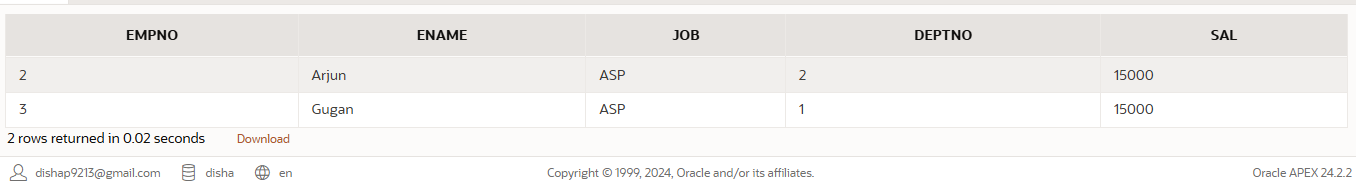 EMPNO ENAME JOB DEPTNO SAL
2 Arjun ASP 2 15000
3 Gugan ASP 1 15000
2 rows returned in 0.02 seconds Download
dishap9213@gmail.com disha en Copyright © 1999, 2024, Oracle and/or its affiliates. Oracle APEX 24.2.2